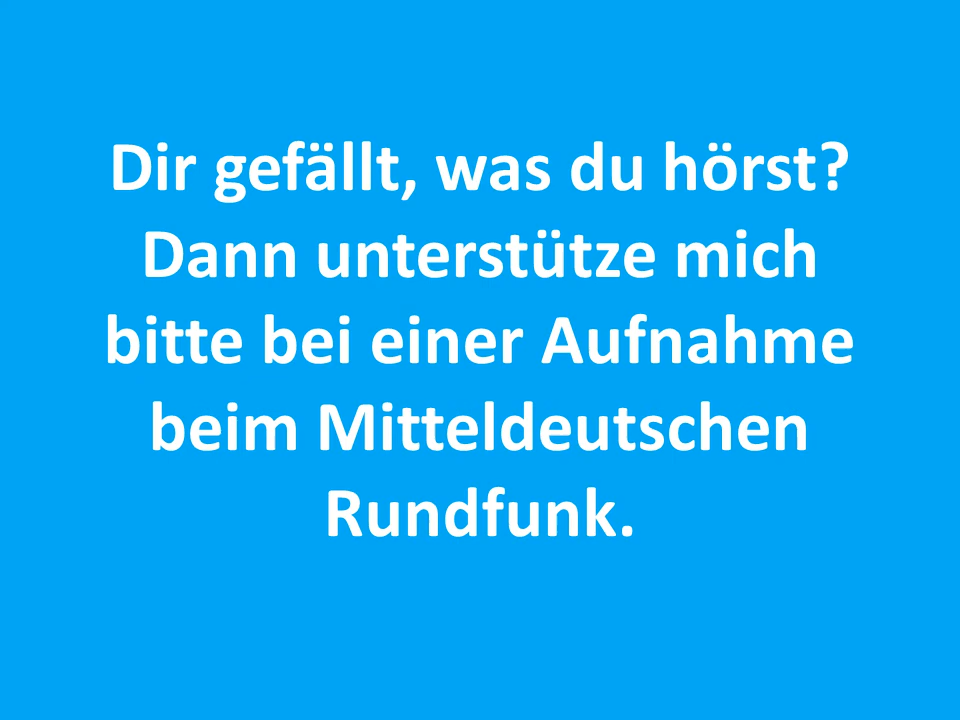 Dir gefällt, was du hörst?
Dann unterstütze mich
bitte bei einer Aufnahme
beim Mitteldeutschen
Rundfunk.